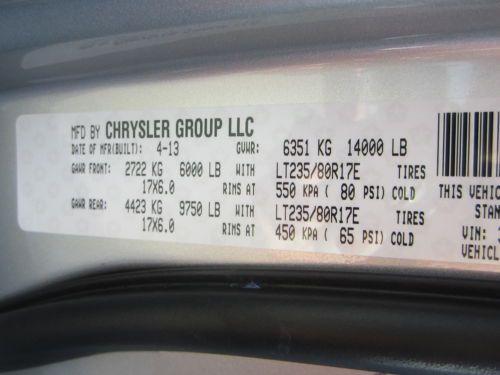 MFD BY CHRYSLER GROUP LLC
DATE OF MFR(BUILT): 4-13 GVWR: 6351 KG 14000 LB
GAWR FRONT: 2722 KG 6000 LB WITH LT235/80R17E TIRES
17X6.0 RIMS AT 550 KPA ( 80 PSI) COLD
GAWR REAR: 4423 KG 9750 LB WITH LT235/80R17E TIRES
17X6.0 RIMS AT 450 KPA ( 65 PSI) COLD
THIS VEHICL
STAN
VIN: 3
VEHICL